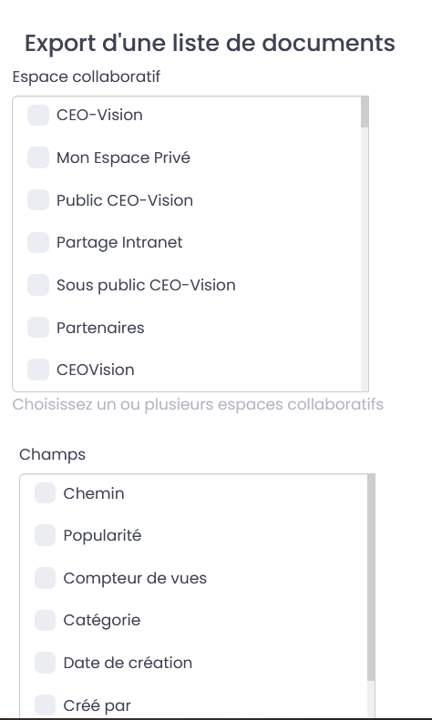 Export d'une liste de documents
Espace collaboratif
CEO-Vision
Mon Espace Privé
Public CEO-Vision
Partage Intranet
Sous public CEO-Vision
Partenaires
CEOVision
Choisissez un ou plusieurs espaces collaboratifs
Champs
Chemin
Popularité
Compteur de vues
Catégorie
Date de création
Créé par